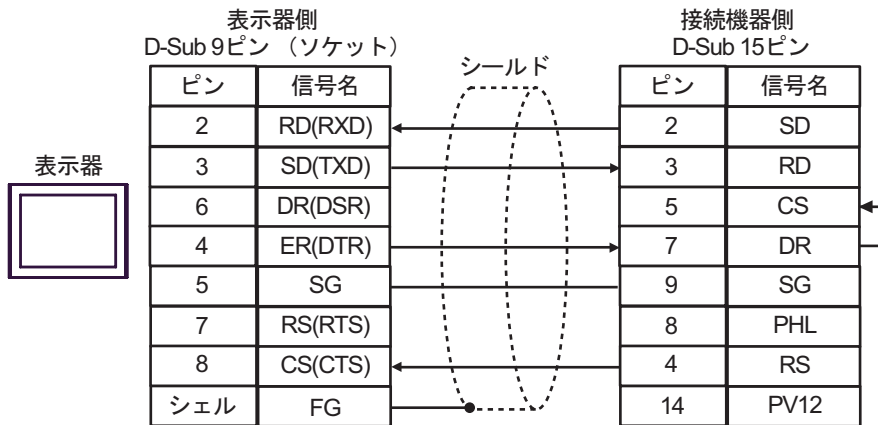 表示器側
D-Sub 9ピン （ソケット）
接続機器側
D-Sub 15ピン
シールド
表示器
ピン 信号名 ピン 信号名
2 RD(RXD) 2 SD
3 SD(TXD) 3 RD
6 DR(DSR) 5 CS
4 ER(DTR) 7 DR
5 SG 9 SG
7 RS(RTS) 8 PHL
8 CS(CTS) 4 RS
シェル FG 14 PV12